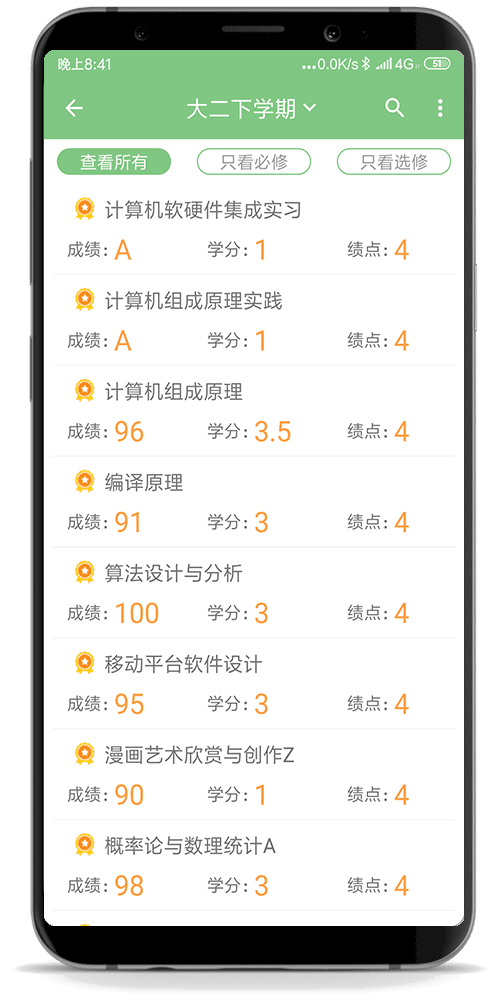 晚上8:41 ...0.0K/s 4G 51
大二下学期
查看所有 只看必修 只看选修
计算机软硬件集成实习
成绩: A 学分: 1 绩点: 4
计算机组成原理实践
成绩: A 学分: 1 绩点: 4
计算机组成原理
成绩: 96 学分: 3.5 绩点: 4
编译原理
成绩: 91 学分: 3 绩点: 4
算法设计与分析
成绩: 100 学分: 3 绩点: 4
移动平台软件设计
成绩: 95 学分: 3 绩点: 4
漫画艺术欣赏与创作Z
成绩: 90 学分: 1 绩点: 4
概率论与数理统计A
成绩: 98 学分: 3 绩点: 4